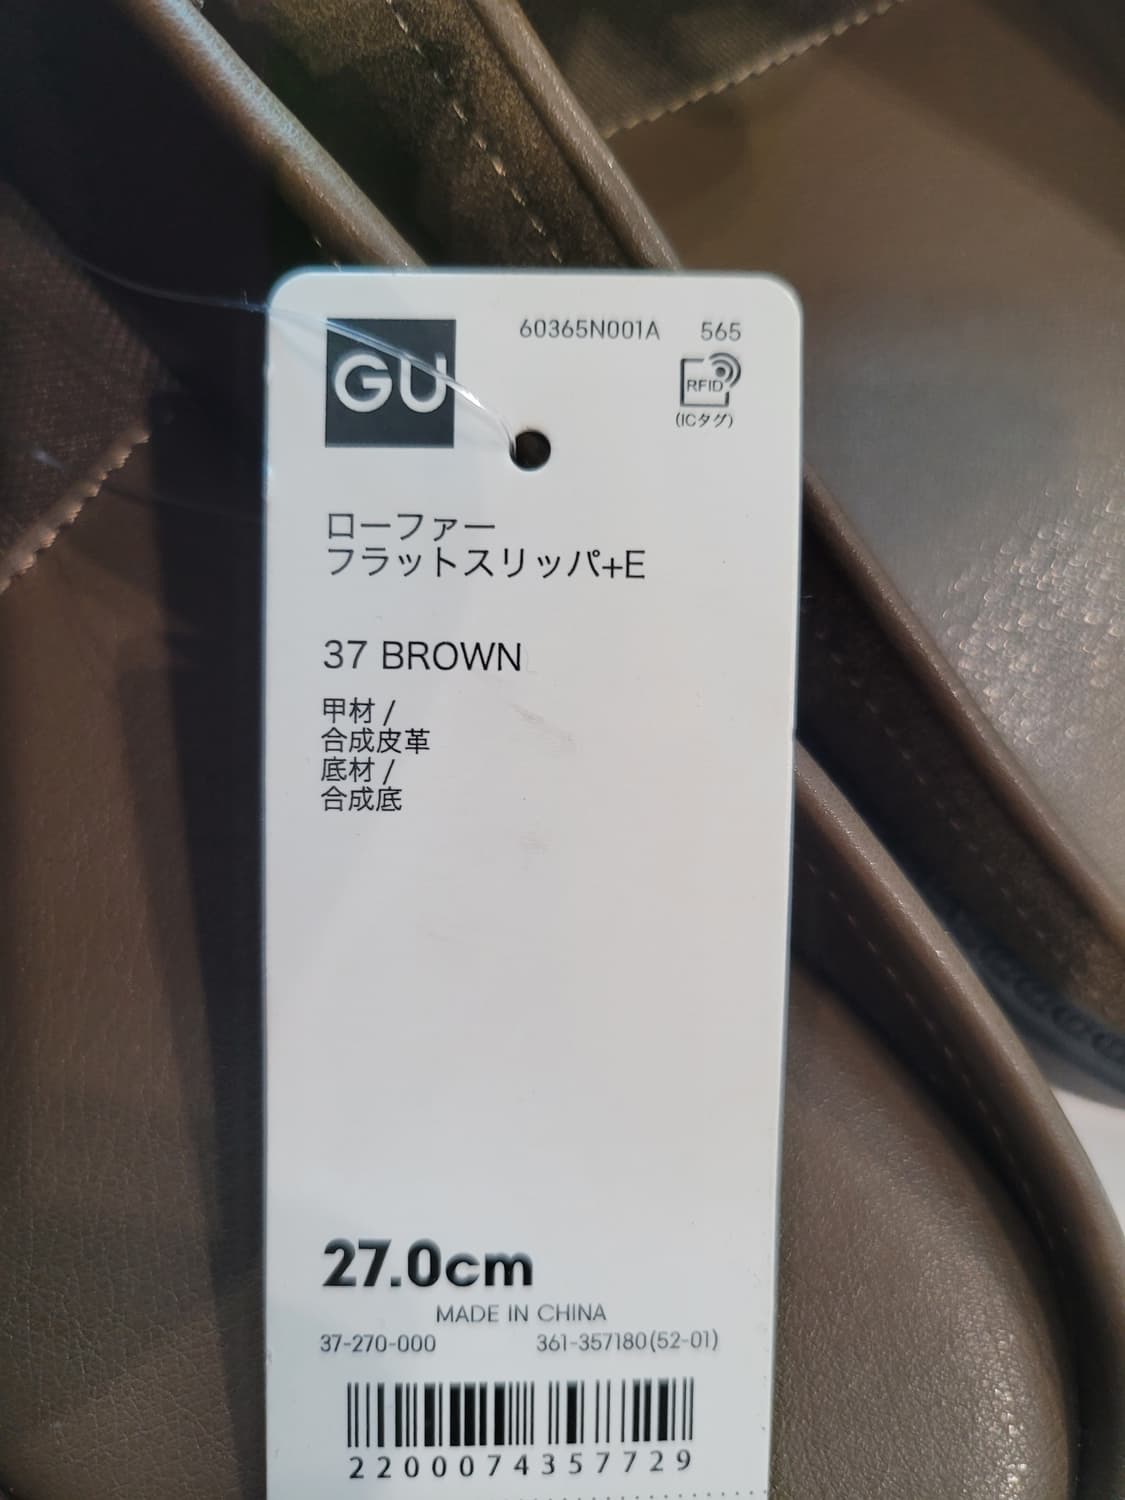 GU
60365N001A 565
RFID
(ICタグ)
ローファー
フラットスリッパ+E
37 BROWN
甲材 /
合成皮革
底材 /
合成底
27.0cm
MADE IN CHINA
37-270-000 361-357180(52-01)
2200074357729